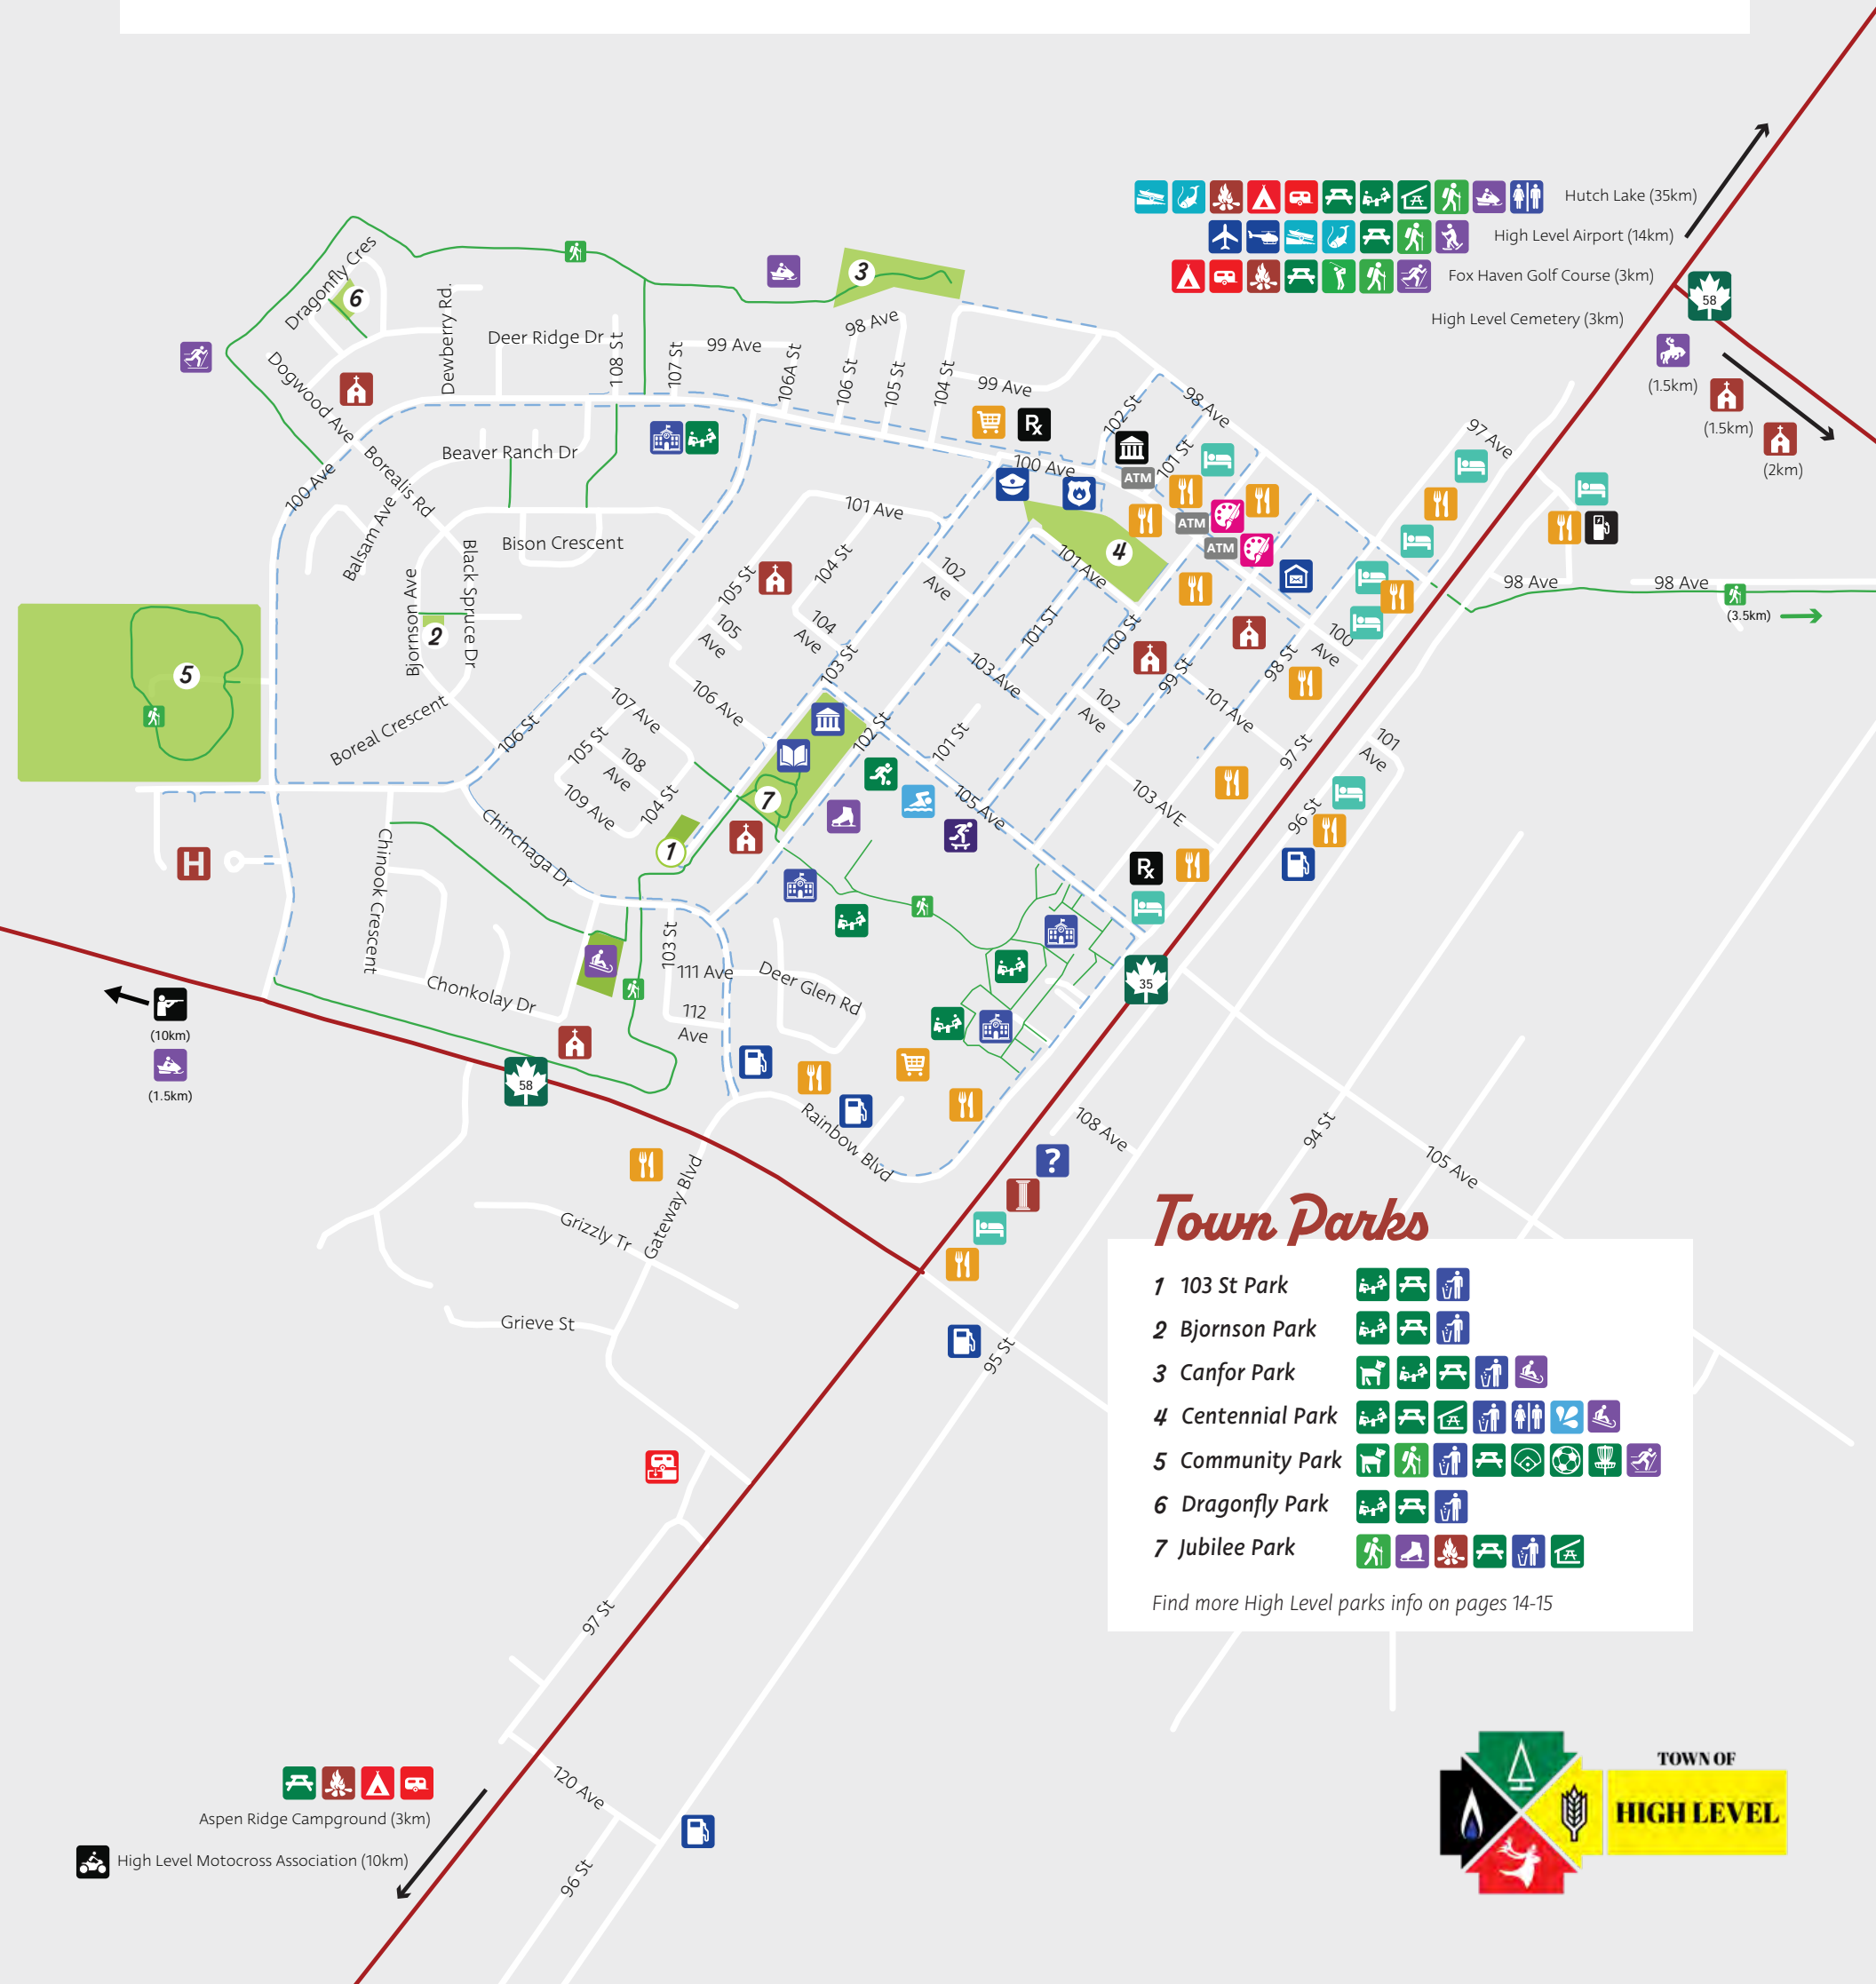 Hutch Lake (35km)
High Level Airport (14km)
Fox Haven Golf Course (3km)
High Level Cemetery (3km)
58
(1.5km)
(1.5km)
(2km)
Dragonfly Cres
6
3
Dewberry Rd.
Deer Ridge Dr
108 St
107 St
99 Ave
106A St
98 Ave
106 St
105 St
104 St
99 Ave
98 Ave
102 St
101 St
97 Ave
Dogwood Ave
Borealis Rd
Beaver Ranch Dr
100 Ave
Balsam Ave
Bison Crescent
Rx
100 Ave
ATM
ATM
ATM
101 Ave
4
101 Ave
102
Ave
104 St
105 St
104
Ave
105
Ave
103 St
98 Ave
98 Ave
(3.5km)
Bjornson Ave
Black Spruce Dr
2
5
Boreal Crescent
106 St
107 Ave
106 Ave
105 St
108
Ave
109 Ave
104 St
102 St
101 St
101 ST
103 Ave
100 St
99 St
102
Ave
101 Ave
98 St
100
Ave
97 St
101
Ave
103 AVE
96 St
7
1
105 Ave
Rx
H
Chinook Crescent
Chinchaga Dr
Chonkolay Dr
103 St
111 Ave
112
Ave
Deer Glen Rd
35
(10km)
(1.5km)
58
Rainbow Blvd
Gateway Blvd
Grizzly Tr
Grieve St
?
108 Ave
94 St
105 Ave
95 St
97 St
120 Ave
96 St
Town Parks
1 103 St Park
2 Bjornson Park
3 Canfor Park
4 Centennial Park
5 Community Park
6 Dragonfly Park
7 Jubilee Park
Find more High Level parks info on pages 14-15
Aspen Ridge Campground (3km)
High Level Motocross Association (10km)
TOWN OF
HIGH LEVEL